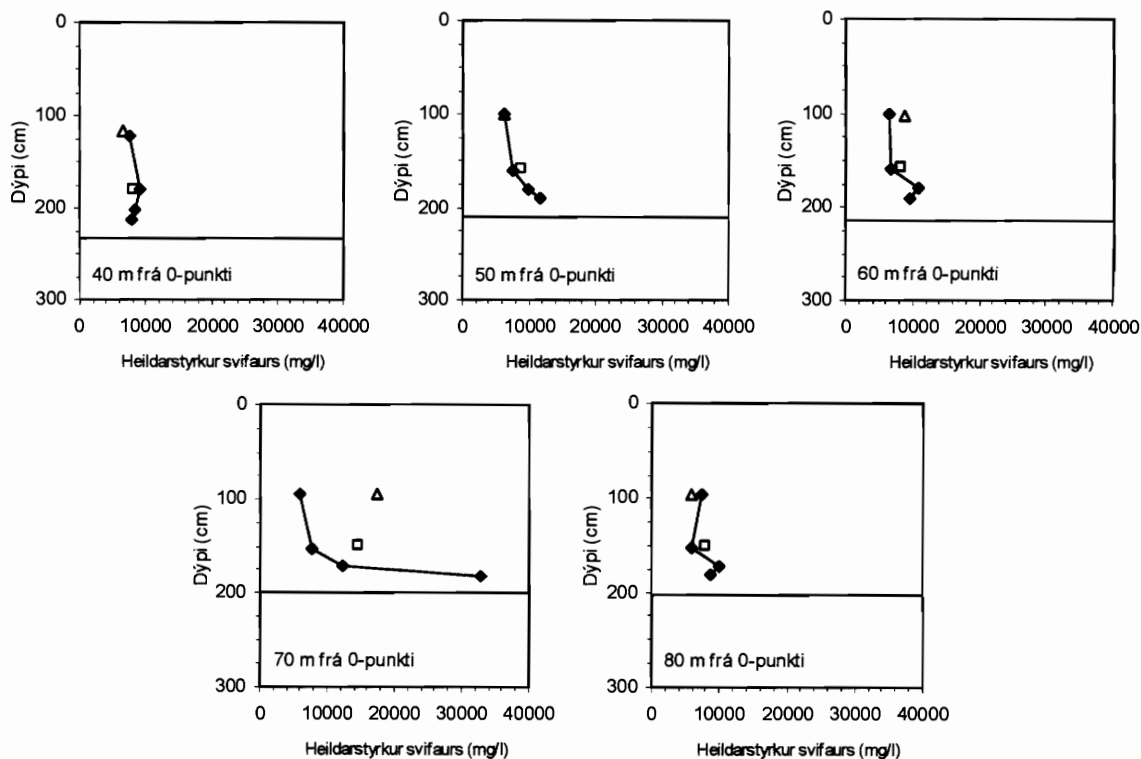 0
100
200
300
Dýpi (cm)
40 m frá 0-punkti
0 10000 20000 30000 40000
Heildarstyrkur svifaurs (mg/l)
0
100
200
300
Dýpi (cm)
50 m frá 0-punkti
0 10000 20000 30000 40000
Heildarstyrkur svifaurs (mg/l)
0
100
200
300
Dýpi (cm)
60 m frá 0-punkti
0 10000 20000 30000 40000
Heildarstyrkur svifaurs (mg/l)
0
100
200
300
Dýpi (cm)
70 m frá 0-punkti
0 10000 20000 30000 40000
Heildarstyrkur svifaurs (mg/l)
0
100
200
300
Dýpi (cm)
80 m frá 0-punkti
0 10000 20000 30000 40000
Heildarstyrkur svifaurs (mg/l)